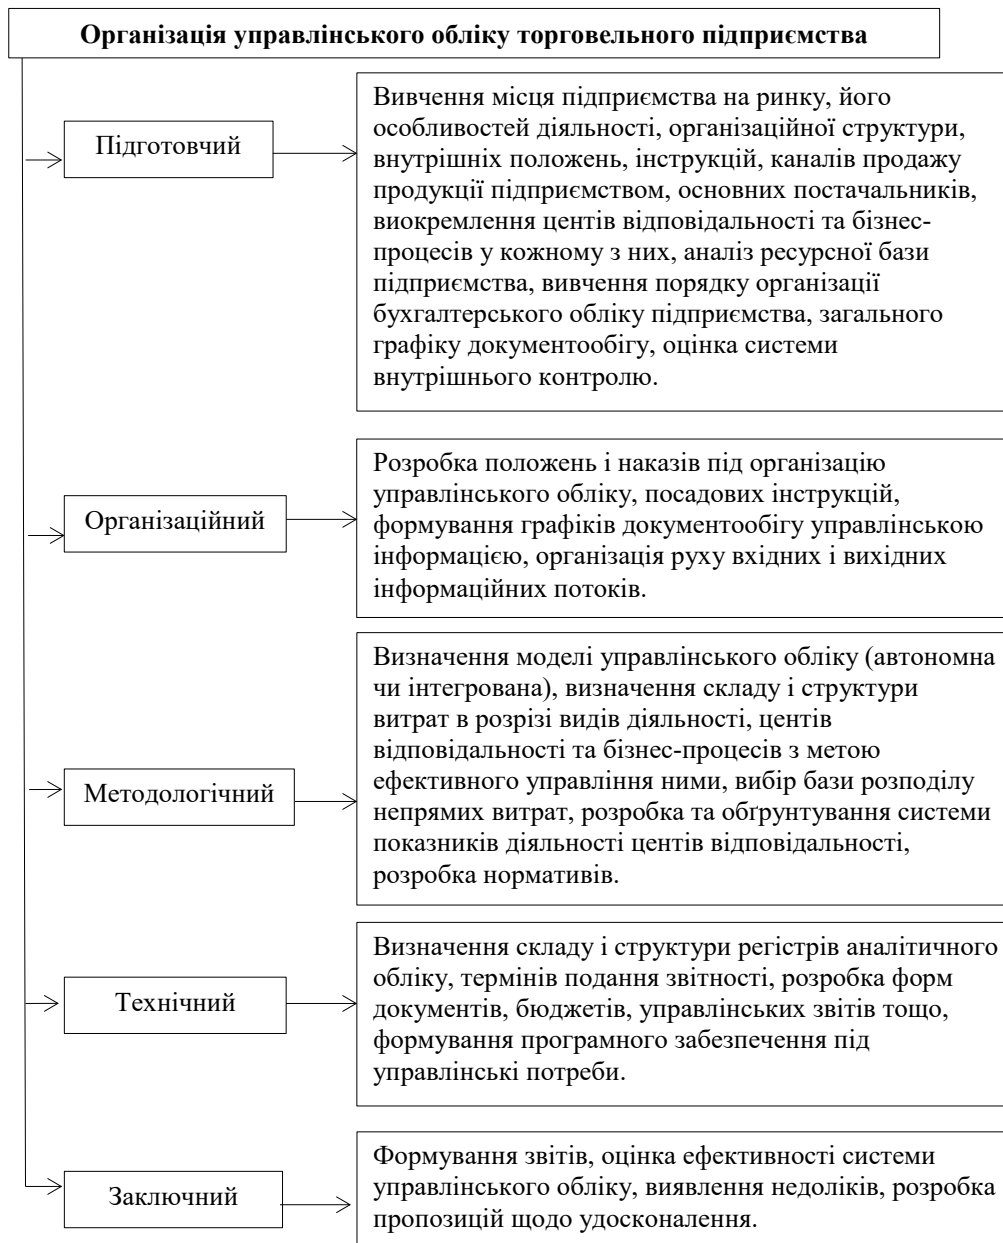 Організація управлінського обліку торговельного підприємства
Підготовчий
Вивчення місця підприємства на ринку, його
особливостей діяльності, організаційної структури,
внутрішніх положень, інструкцій, каналів продажу
продукції підприємством, основних постачальників,
виокремлення центів відповідальності та бізнес-
процесів у кожному з них, аналіз ресурсної бази
підприємства, вивчення порядку організації
бухгалтерського обліку підприємства, загального
графіку документообігу, оцінка системи
внутрішнього контролю.
Організаційний
Розробка положень і наказів під організацію
управлінського обліку, посадових інструкцій,
формування графіків документообігу управлінською
інформацією, організація руху вхідних і вихідних
інформаційних потоків.
Методологічний
Визначення моделі управлінського обліку (автономна
чи інтегрована), визначення складу і структури
витрат в розрізі видів діяльності, центів
відповідальності та бізнес-процесів з метою
ефективного управління ними, вибір бази розподілу
непрямих витрат, розробка та обґрунтування системи
показників діяльності центів відповідальності,
розробка нормативів.
Технічний
Визначення складу і структури регістрів аналітичного
обліку, термінів подання звітності, розробка форм
документів, бюджетів, управлінських звітів тощо,
формування програмного забезпечення під
управлінські потреби.
Заключний
Формування звітів, оцінка ефективності системи
управлінського обліку, виявлення недоліків, розробка
пропозицій щодо удосконалення.